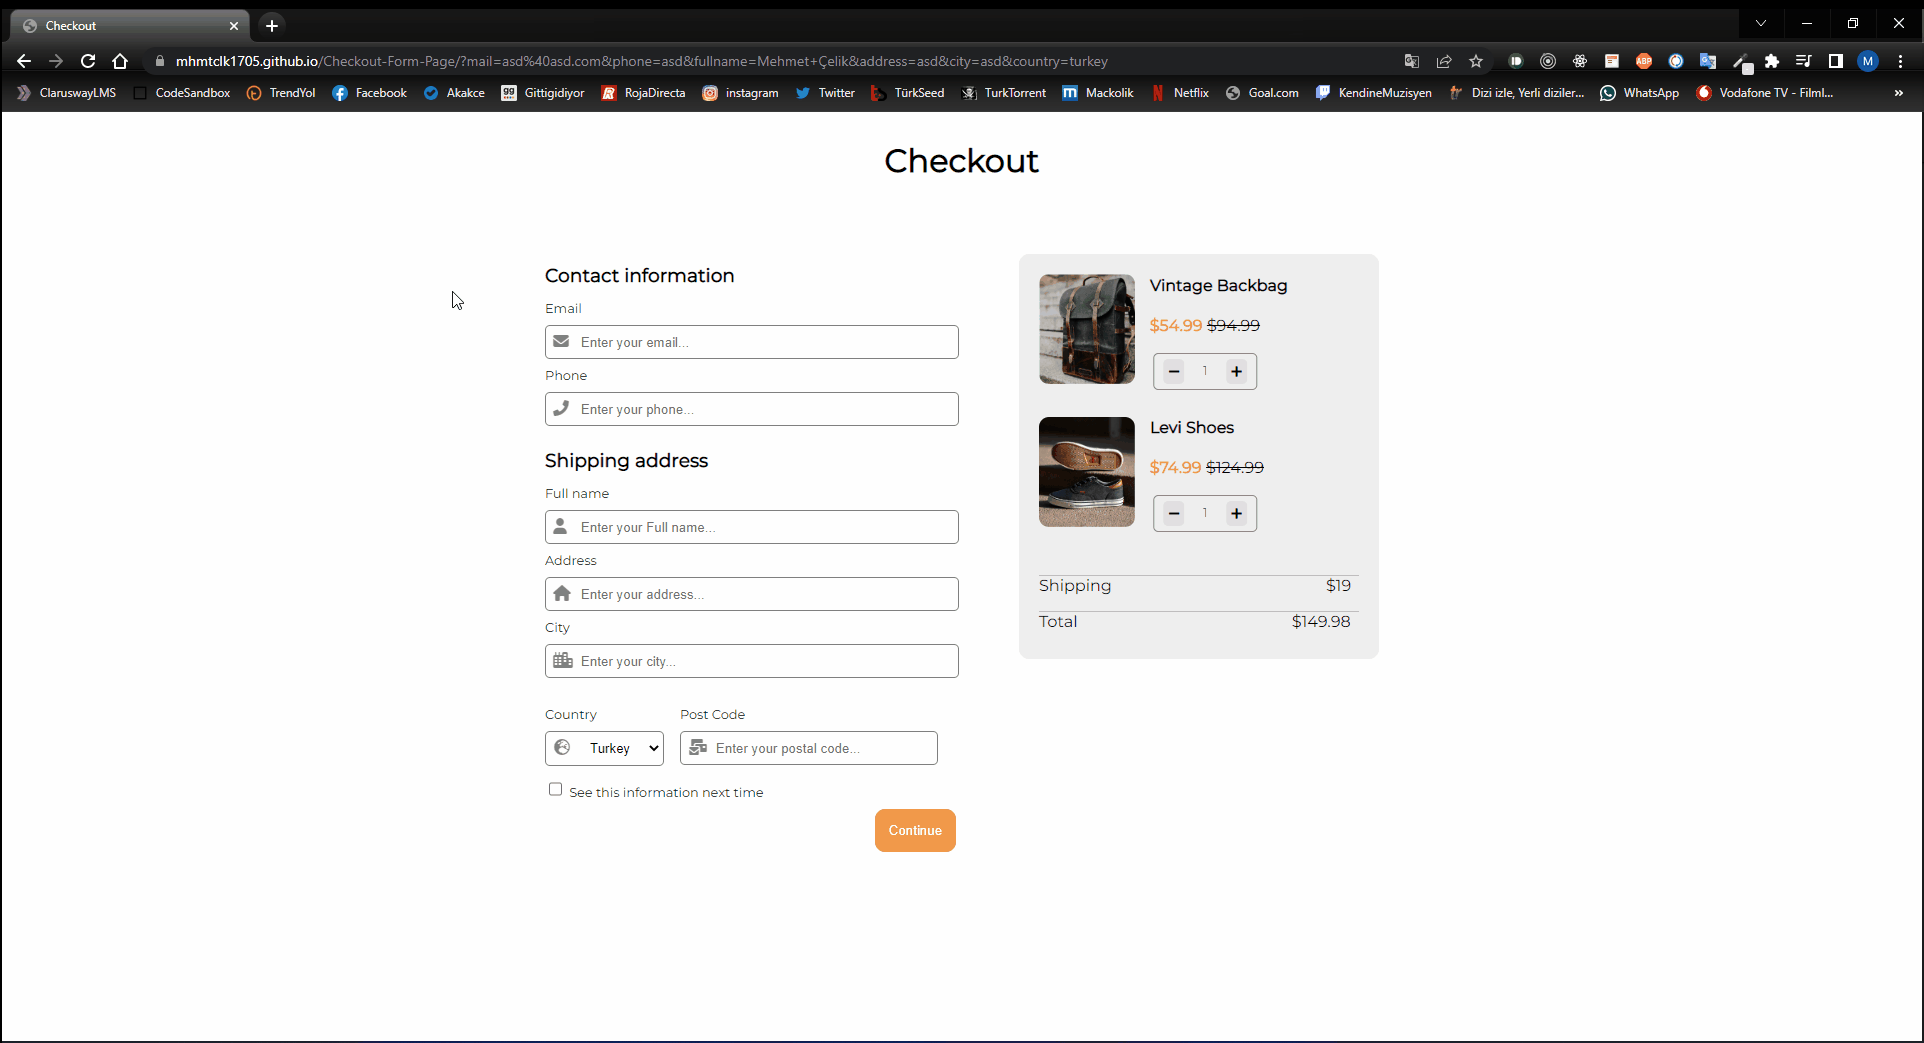 Checkout
mhmtclk1705.github.io/Checkout-Form-Page/?mail=asd%40asd.com&phone=asd&fullname=Mehmet+Çelik&address=asd&city=asd&country=turkey
ABP
M
ClaruswayLMS CodeSandbox TrendYol Facebook Akakce Gittigidiyor RojaDirecta instagram Twitter TürkSeed TurkTorrent Mackolik Netflix Goal.com KendineMuzisyen Dizi izle, Yerli diziler... WhatsApp Vodafone TV - Filml... »
Checkout
Contact information
Email
Enter your email...
Phone
Enter your phone...
Shipping address
Full name
Enter your Full name...
Address
Enter your address...
City
Enter your city...
Country Post Code
Turkey Enter your postal code...
See this information next time
Continue
Vintage Backbag
$54.99 $94.99
− 1 +
Levi Shoes
$74.99 $124.99
− 1 +
Shipping $19
Total $149.98